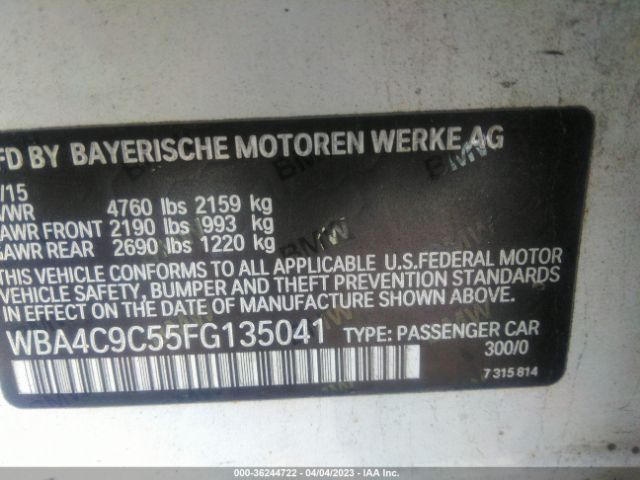 FD BY BAYERISCHE MOTOREN WERKE AG
/15
VWR 4760 lbs 2159 kg
AWR FRONT 2190 lbs 993 kg
GAWR REAR 2690 lbs 1220 kg
THIS VEHICLE CONFORMS TO ALL APPLICABLE U.S.FEDERAL MOTOR
VEHICLE SAFETY, BUMPER AND THEFT PREVENTION STANDARDS
IN EFFECT ON THE DATE OF MANUFACTURE SHOWN ABOVE
WBA4C9C55FG135041 TYPE: PASSENGER CAR
300/0
7 315 814
000-36244722 - 04/04/2023 - IAA Inc.